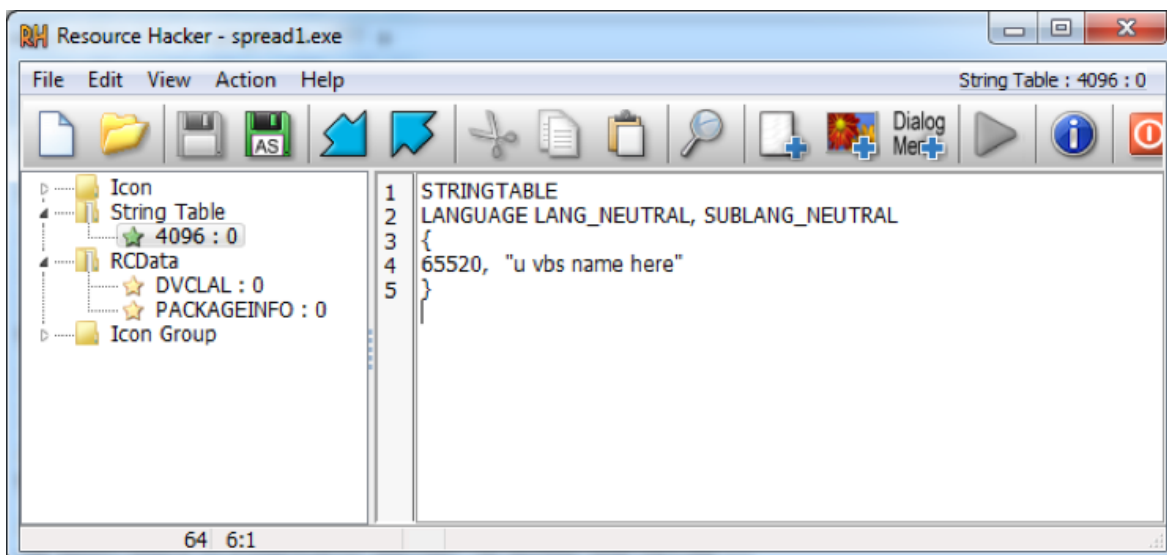 Resource Hacker - spread1.exe
File Edit View Action Help
String Table : 4096 : 0
AS
Dialog
Icon
String Table
4096 : 0
RCData
DVCLAL : 0
PACKAGEINFO : 0
Icon Group
1 STRINGTABLE
2 LANGUAGE LANG_NEUTRAL, SUBLANG_NEUTRAL
3 {
4 65520, "u vbs name here"
5 }
64 6:1